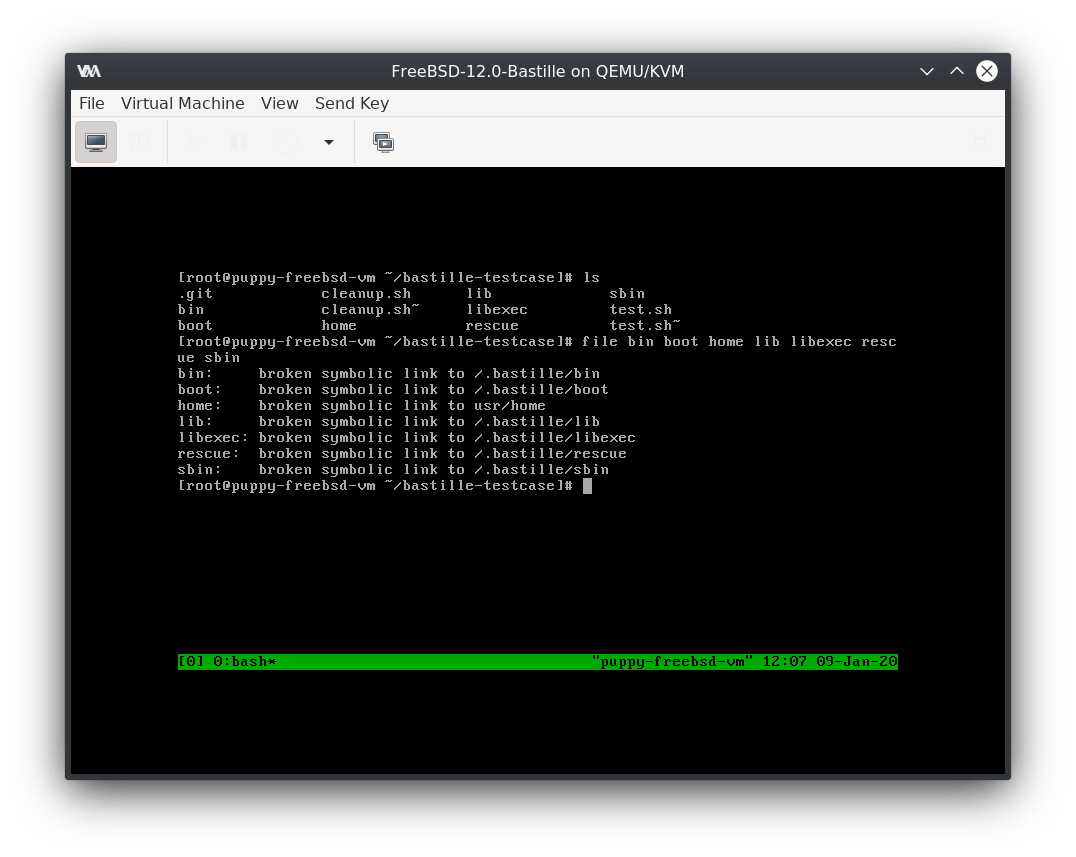 FreeBSD-12.0-Bastille on QEMU/KVM
File Virtual Machine View Send Key
[root@puppy-freebsd-vm ~/bastille-testcase]# ls
.git cleanup.sh lib sbin
bin cleanup.sh~ libexec test.sh
boot home rescue test.sh~
[root@puppy-freebsd-vm ~/bastille-testcase]# file bin boot home lib libexec resc
ue sbin
bin: broken symbolic link to /.bastille/bin
boot: broken symbolic link to /.bastille/boot
home: broken symbolic link to usr/home
lib: broken symbolic link to /.bastille/lib
libexec: broken symbolic link to /.bastille/libexec
rescue: broken symbolic link to /.bastille/rescue
sbin: broken symbolic link to /.bastille/sbin
[root@puppy-freebsd-vm ~/bastille-testcase]#
[0] 0:bash* "puppy-freebsd-vm" 12:07 09-Jan-20